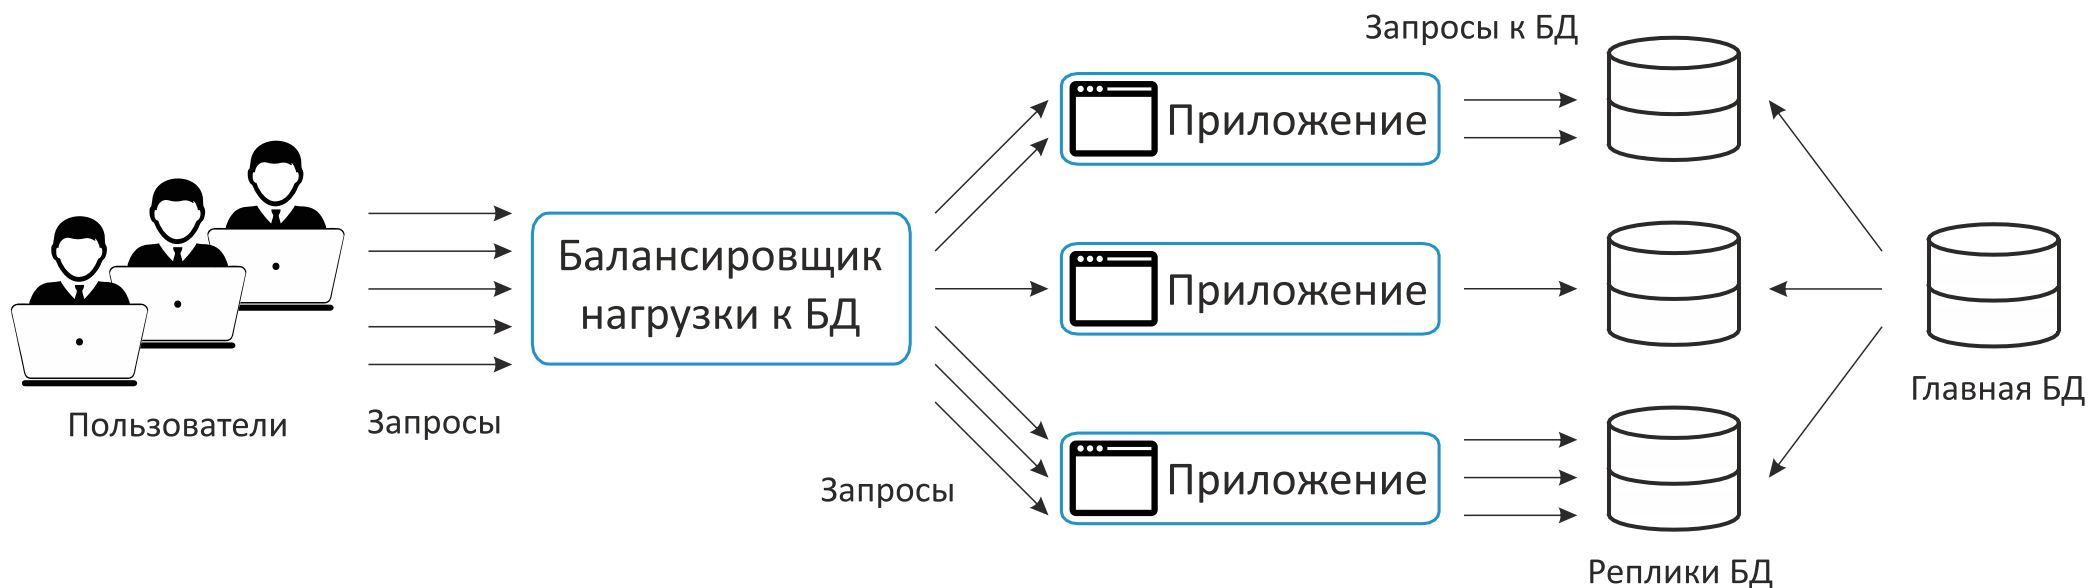 Запросы к БД
Приложение
Балансировщик
нагрузки к БД
Приложение
Главная БД
Пользователи
Запросы
Запросы
Приложение
Реплики БД